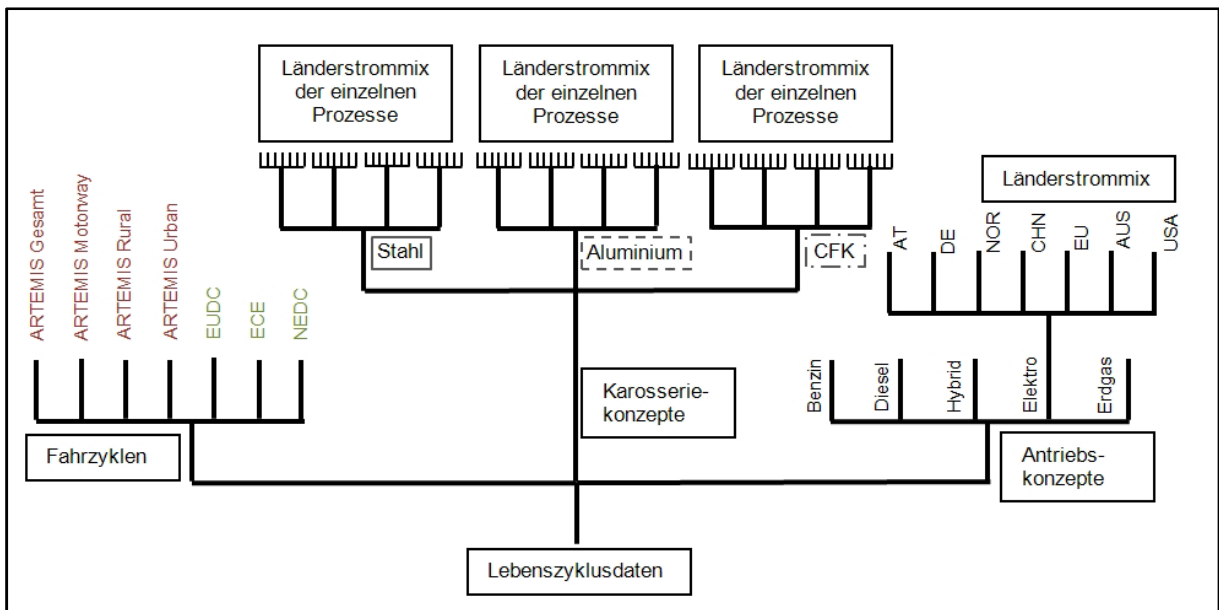 Länderstrommix
der einzelnen
Prozesse
Länderstrommix
der einzelnen
Prozesse
Länderstrommix
der einzelnen
Prozesse
Länderstrommix
Stahl
Aluminium
CFK
AT
DE
NOR
CHN
EU
AUS
USA
ARTEMIS Gesamt
ARTEMIS Motorway
ARTEMIS Rural
ARTEMIS Urban
EUDC
ECE
NEDC
Benzin
Diesel
Hybrid
Elektro
Erdgas
Karosserie-
konzepte
Fahrzyklen
Antriebs-
konzepte
Lebenszyklusdaten